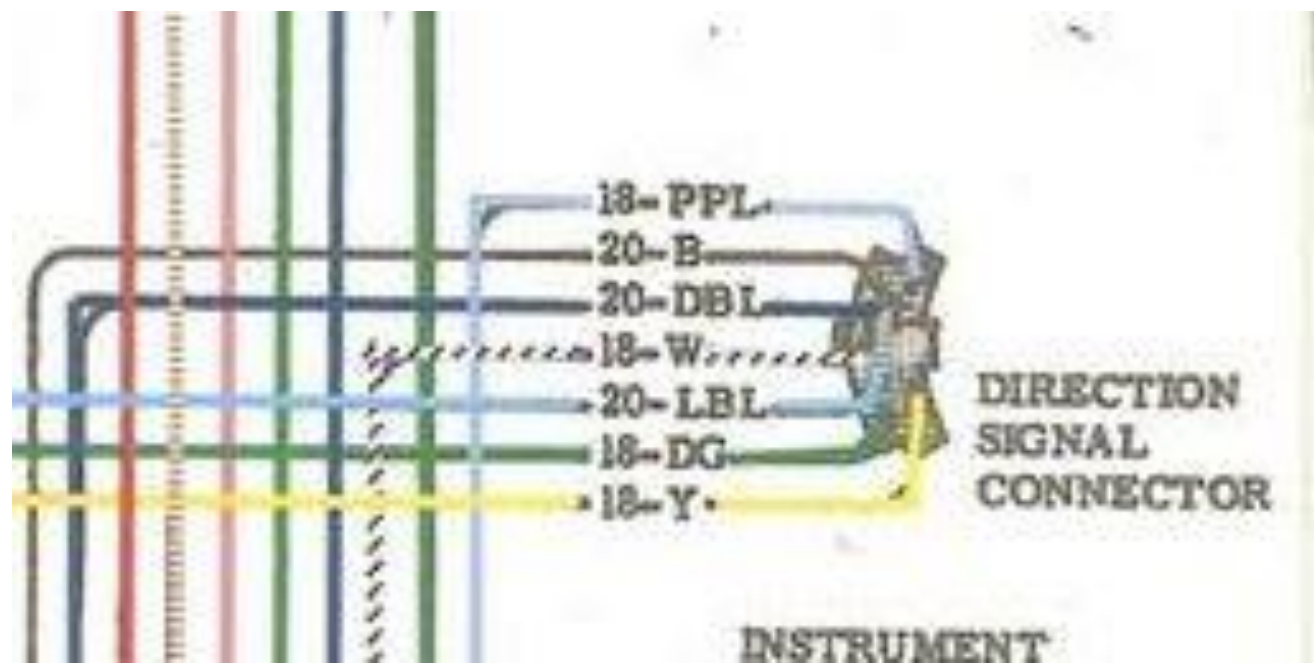 18-PPL
20-B
20-DBL
18-W
20-LBL
18-DG
18-Y
DIRECTION
SIGNAL
CONNECTOR
INSTRUMENT